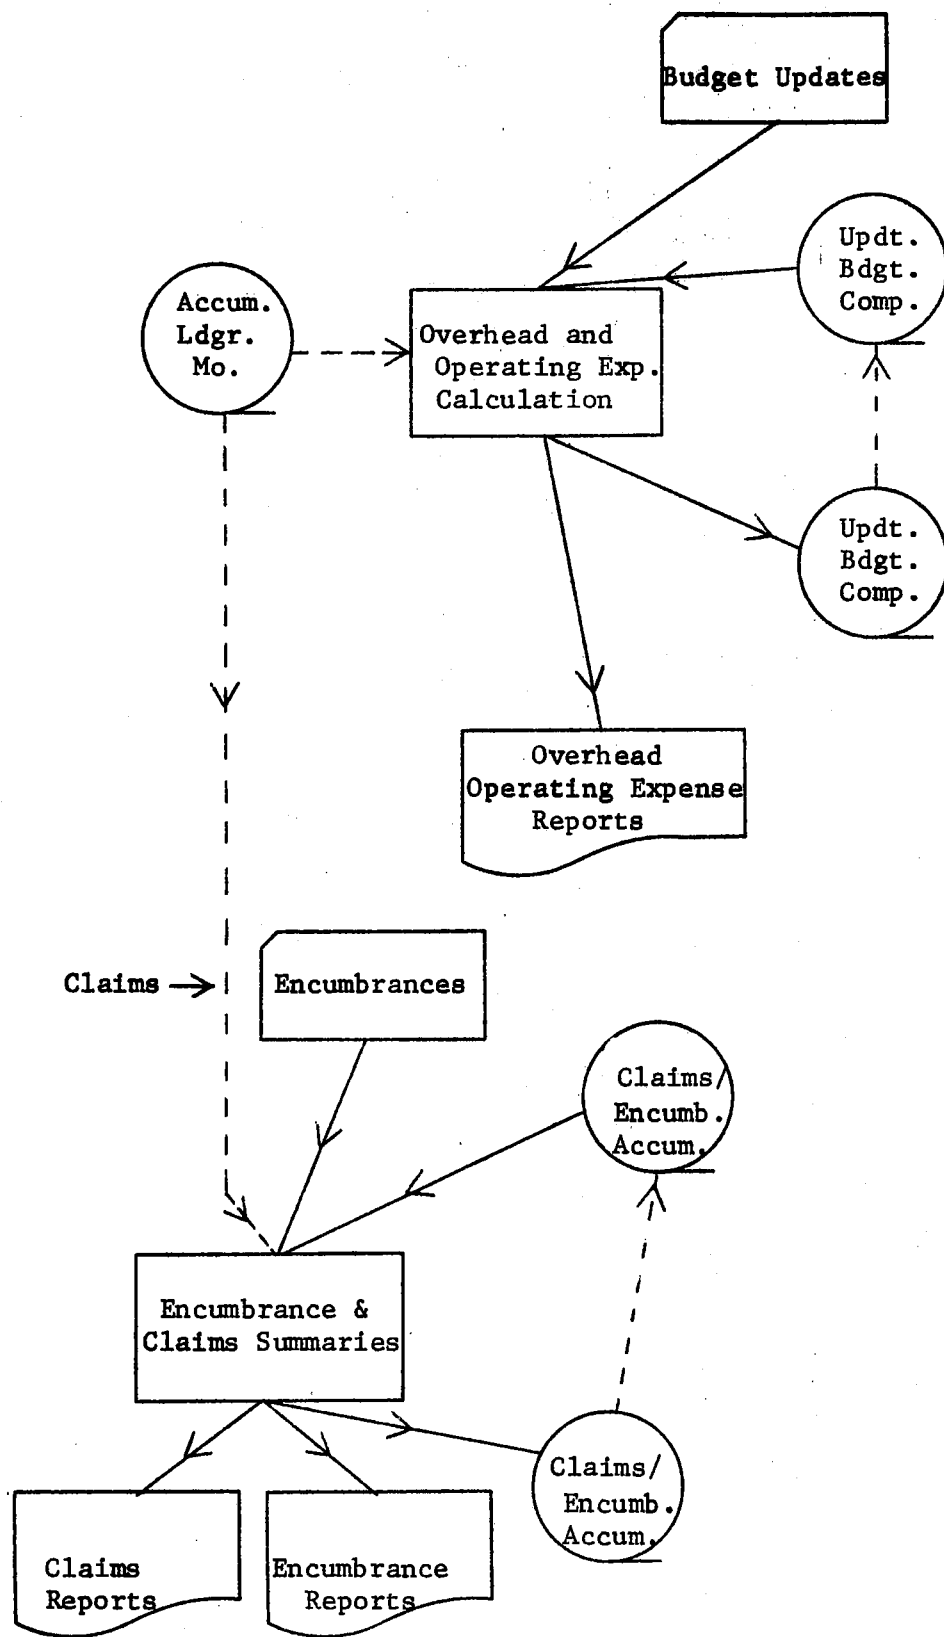 Budget Updates
Updt.
Bdgt.
Comp.
Accum.
Ldgr.
Mo.
Overhead and
Operating Exp.
Calculation
Updt.
Bdgt.
Comp.
Overhead
Operating Expense
Reports
Claims
Encumbrances
Claims/
Encumb.
Accum.
Encumbrance &
Claims Summaries
Claims/
Encumb.
Accum.
Claims
Reports
Encumbrance
Reports